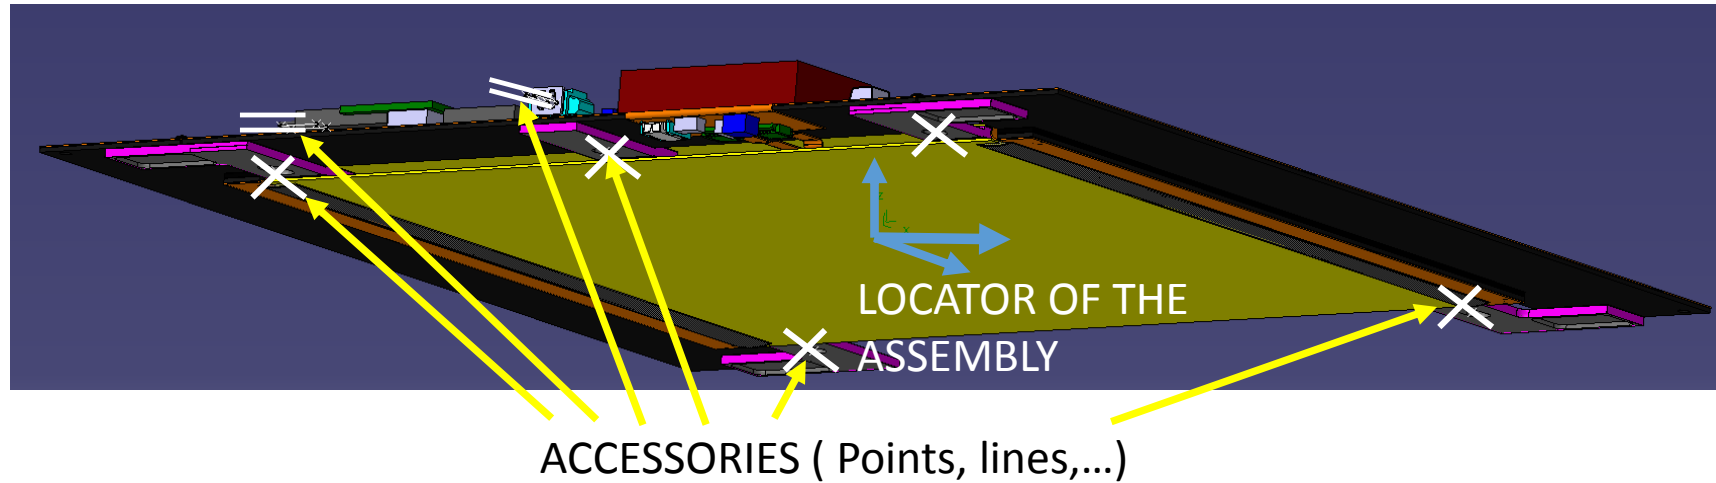 LOCATOR OF THE
ASSEMBLY
ACCESSORIES ( Points, lines,...)